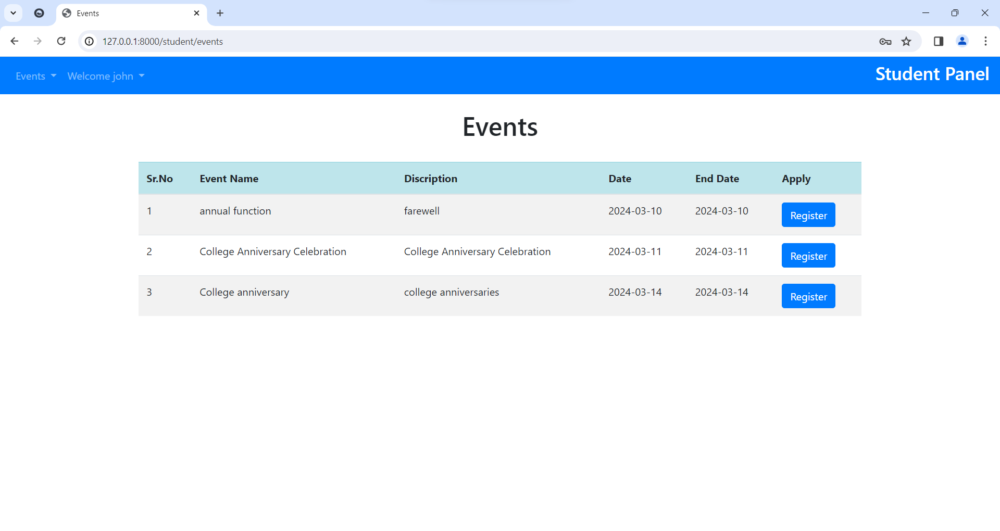 Events
127.0.0.1:8000/student/events
Events Welcome john Student Panel
Events
Sr.No Event Name Discription Date End Date Apply
1 annual function farewell 2024-03-10 2024-03-10 Register
2 College Anniversary Celebration College Anniversary Celebration 2024-03-11 2024-03-11 Register
3 College anniversary college anniversaries 2024-03-14 2024-03-14 Register